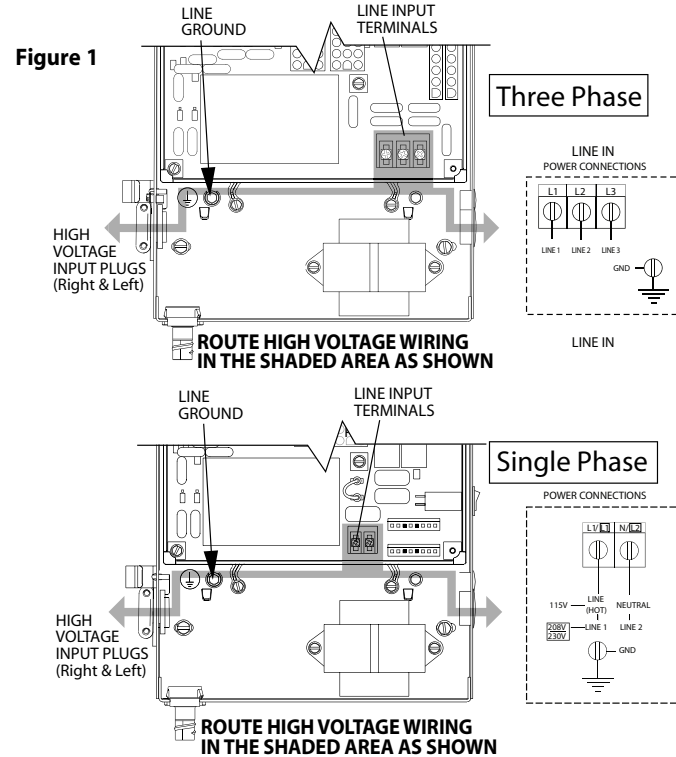 Figure 1
LINE
GROUND
LINE INPUT
TERMINALS
Three Phase
LINE IN
POWER CONNECTIONS
L1 L2 L3
LINE 1 LINE 2 LINE 3
GND
HIGH
VOLTAGE
INPUT PLUGS
(Right & Left)
ROUTE HIGH VOLTAGE WIRING
IN THE SHADED AREA AS SHOWN
LINE IN
LINE
GROUND
LINE INPUT
TERMINALS
Single Phase
POWER CONNECTIONS
L1/L1 N/L2
115V LINE
(HOT) NEUTRAL
208V
230V LINE 1 LINE 2
GND
HIGH
VOLTAGE
INPUT PLUGS
(Right & Left)
ROUTE HIGH VOLTAGE WIRING
IN THE SHADED AREA AS SHOWN